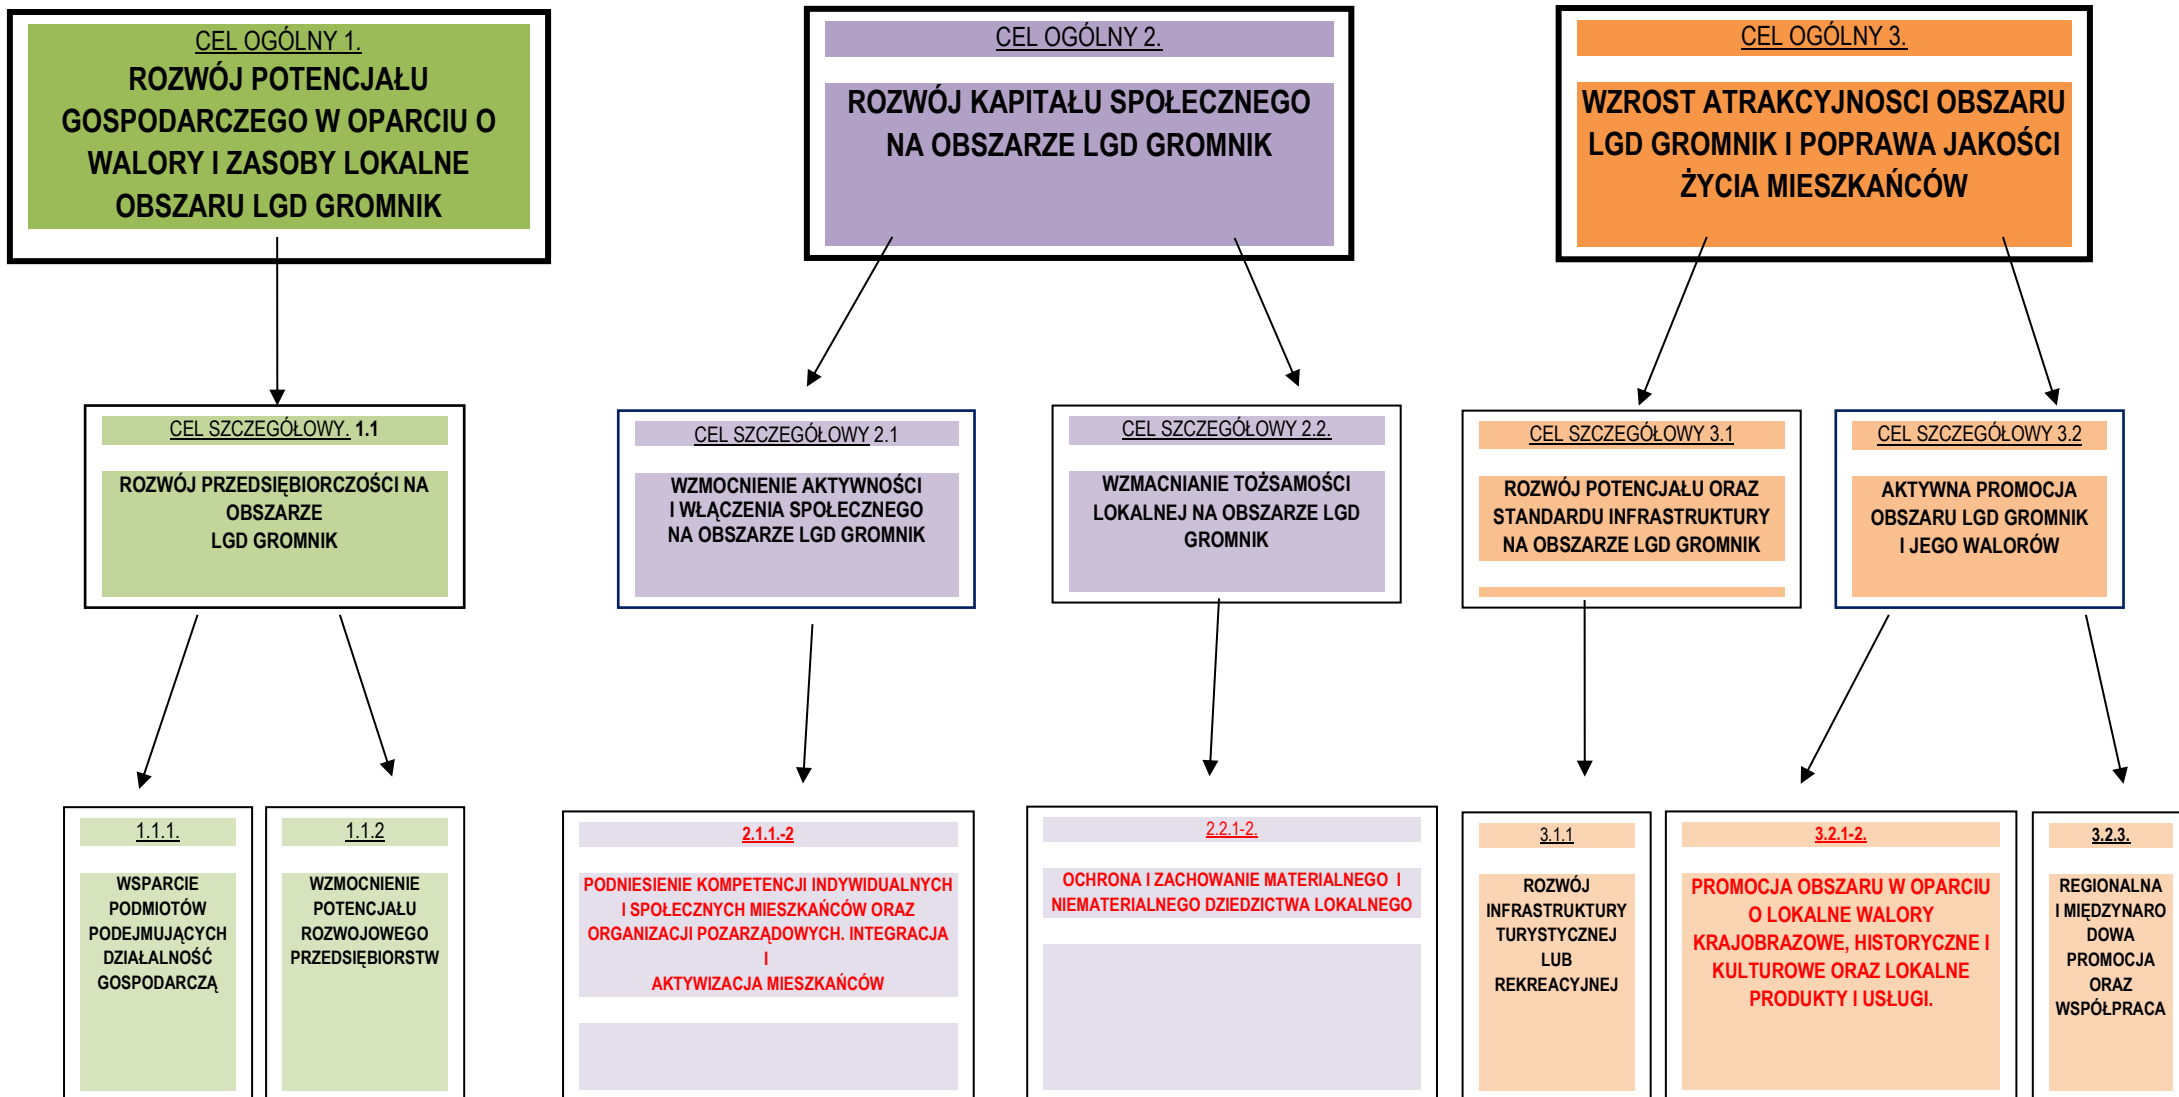 CEL OGÓLNY 1.
ROZWÓJ POTENCJAŁU
GOSPODARCZEGO W OPARCIU O
WALORY I ZASOBY LOKALNE
OBSZARU LGD GROMNIK
CEL OGÓLNY 2.
ROZWÓJ KAPITAŁU SPOŁECZNEGO
NA OBSZARZE LGD GROMNIK
CEL OGÓLNY 3.
WZROST ATRAKCYJNOSCI OBSZARU
LGD GROMNIK I POPRAWA JAKOŚCI
ŻYCIA MIESZKAŃCÓW
CEL SZCZEGÓŁOWY. 1.1
ROZWÓJ PRZEDSIĘBIORCZOŚCI NA
OBSZARZE
LGD GROMNIK
CEL SZCZEGÓŁOWY 2.1
WZMOCNIENIE AKTYWNOŚCI
I WŁĄCZENIA SPOŁECZNEGO
NA OBSZARZE LGD GROMNIK
CEL SZCZEGÓŁOWY 2.2.
WZMACNIANIE TOŻSAMOŚCI
LOKALNEJ NA OBSZARZE LGD
GROMNIK
CEL SZCZEGÓŁOWY 3.1
ROZWÓJ POTENCJAŁU ORAZ
STANDARDU INFRASTRUKTURY
NA OBSZARZE LGD GROMNIK
CEL SZCZEGÓŁOWY 3.2
AKTYWNA PROMOCJA
OBSZARU LGD GROMNIK
I JEGO WALORÓW
1.1.1.
WSPARCIE
PODMIOTÓW
PODEJMUJĄCYCH
DZIAŁALNOŚĆ
GOSPODARCZĄ
1.1.2
WZMOCNIENIE
POTENCJAŁU
ROZWOJOWEGO
PRZEDSIĘBIORSTW
2.1.1.-2
PODNIESIENIE KOMPETENCJI INDYWIDUALNYCH
I SPOŁECZNYCH MIESZKAŃCÓW ORAZ
ORGANIZACJI POZARZĄDOWYCH. INTEGRACJA
I
AKTYWIZACJA MIESZKAŃCÓW
2.2.1-2.
OCHRONA I ZACHOWANIE MATERIALNEGO I
NIEMATERIALNEGO DZIEDZICTWA LOKALNEGO
3.1.1
ROZWÓJ
INFRASTRUKTURY
TURYSTYCZNEJ
LUB
REKREACYJNEJ
3.2.1-2.
PROMOCJA OBSZARU W OPARCIU
O LOKALNE WALORY
KRAJOBRAZOWE, HISTORYCZNE I
KULTUROWE ORAZ LOKALNE
PRODUKTY I USŁUGI.
3.2.3.
REGIONALNA
I MIĘDZYNARO
DOWA
PROMOCJA
ORAZ
WSPÓŁPRACA